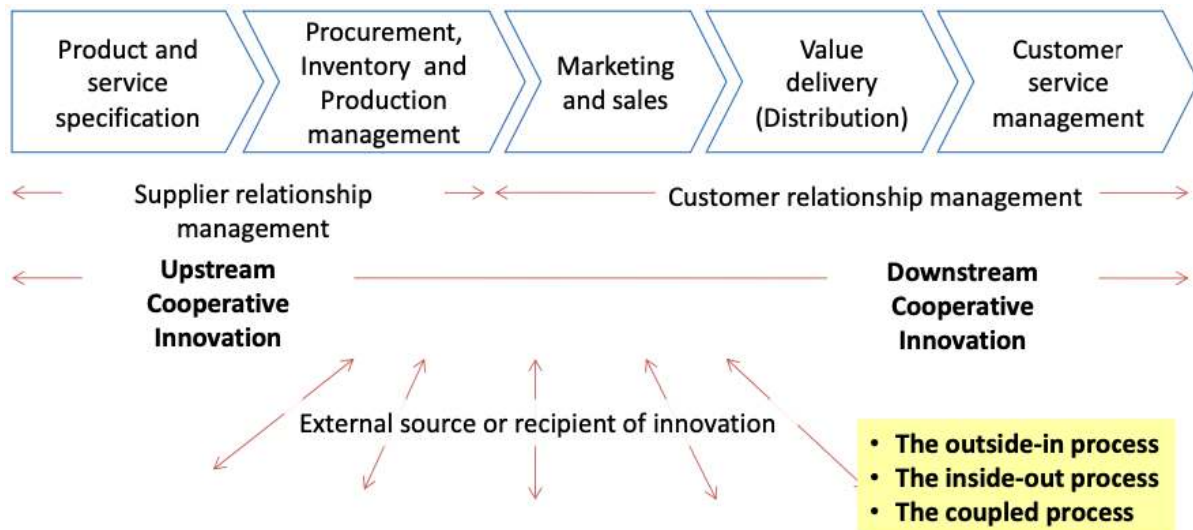 Product and
service
specification
Procurement,
Inventory and
Production
management
Marketing
and sales
Value
delivery
(Distribution)
Customer
service
management
Supplier relationship
management
Customer relationship management
Upstream
Cooperative
Innovation
Downstream
Cooperative
Innovation
External source or recipient of innovation
• The outside-in process
• The inside-out process
• The coupled process